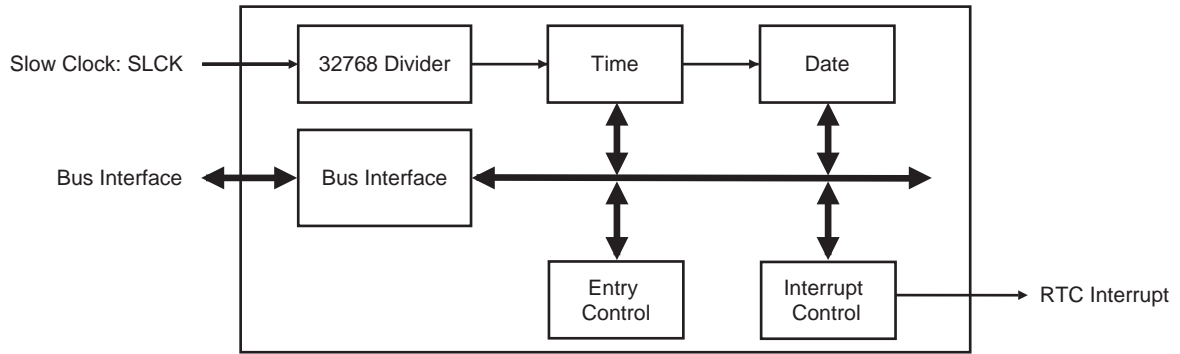 Slow Clock: SLCK
32768 Divider
Time
Date
Bus Interface
Bus Interface
Entry
Control
Interrupt
Control
RTC Interrupt